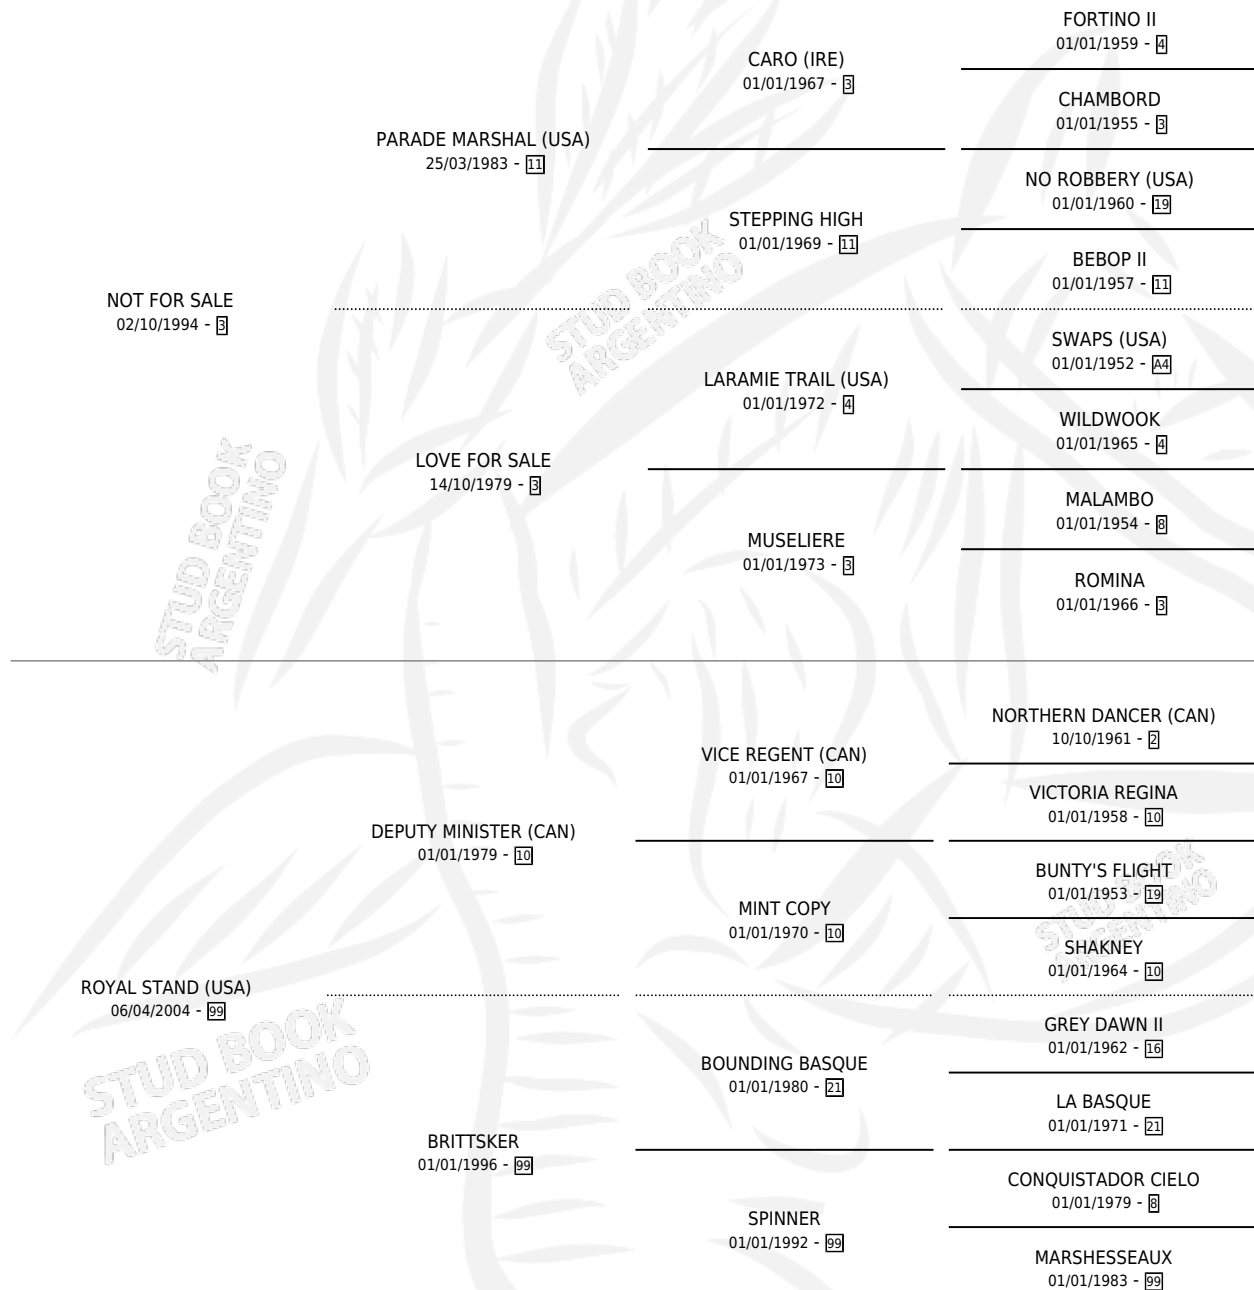 FORTINO II
01/01/1959 - 4
CARO (IRE)
01/01/1967 - 3
CHAMBORD
01/01/1955 - 3
PARADE MARSHAL (USA)
25/03/1983 - 11
NO ROBBERY (USA)
01/01/1960 - 19
STEPPING HIGH
01/01/1969 - 11
BEBOP II
01/01/1957 - 11
NOT FOR SALE
02/10/1994 - 3
SWAPS (USA)
01/01/1952 - A4
LARAMIE TRAIL (USA)
01/01/1972 - 4
WILDWOOK
01/01/1965 - 4
LOVE FOR SALE
14/10/1979 - 3
MALAMBO
01/01/1954 - 8
MUSELIERE
01/01/1973 - 3
ROMINA
01/01/1966 - 3
STUD BOOK
ARGENTINO
STUD BOOK
ARGENTINO
NORTHERN DANCER (CAN)
10/10/1961 - 2
VICE REGENT (CAN)
01/01/1967 - 10
VICTORIA REGINA
01/01/1958 - 10
DEPUTY MINISTER (CAN)
01/01/1979 - 10
BUNTY'S FLIGHT
01/01/1953 - 19
MINT COPY
01/01/1970 - 10
SHAKNEY
01/01/1964 - 10
STUD BOOK
ARGENTINO
ROYAL STAND (USA)
06/04/2004 - 99
GREY DAWN II
01/01/1962 - 16
BOUNDING BASQUE
01/01/1980 - 21
LA BASQUE
01/01/1971 - 21
STUD BOOK
ARGENTINO
BRITTSKER
01/01/1996 - 99
CONQUISTADOR CIELO
01/01/1979 - 8
SPINNER
01/01/1992 - 99
MARSHESSEAUX
01/01/1983 - 99